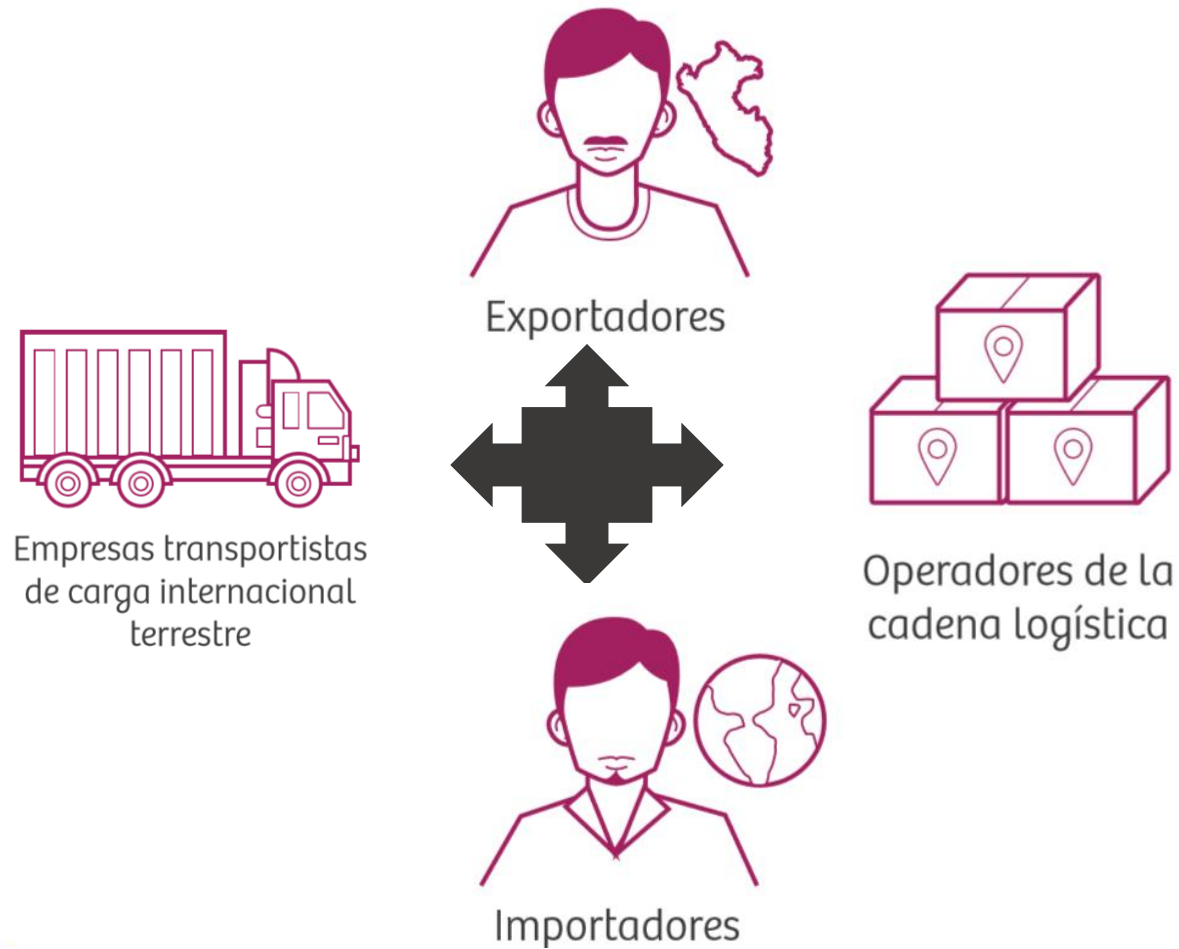 Exportadores
Empresas transportistas
de carga internacional
terrestre
Operadores de la
cadena logística
Importadores